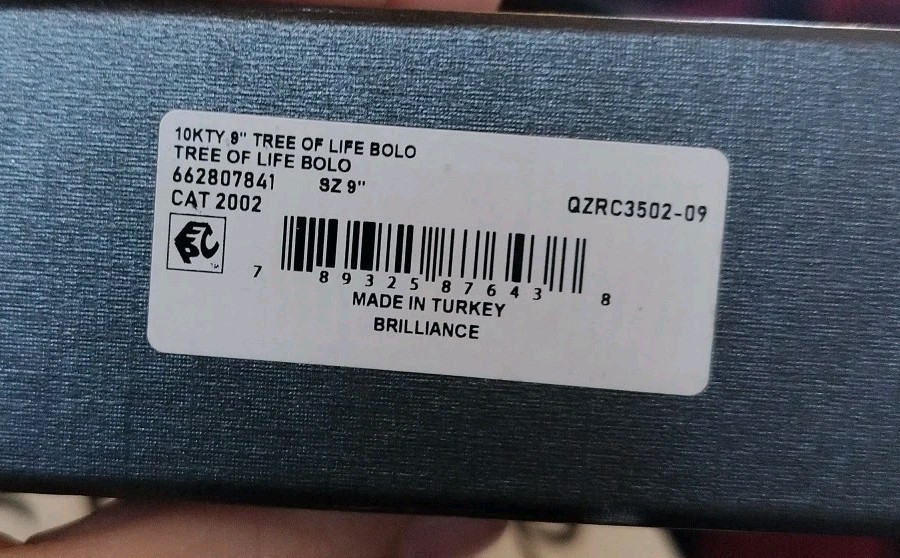 10KTY 9" TREE OF LIFE BOLO
TREE OF LIFE BOLO
662807841 SZ 9"
QZRC3502-09
CAT 2002
7 89325 87643 8
MADE IN TURKEY
BRILLIANCE